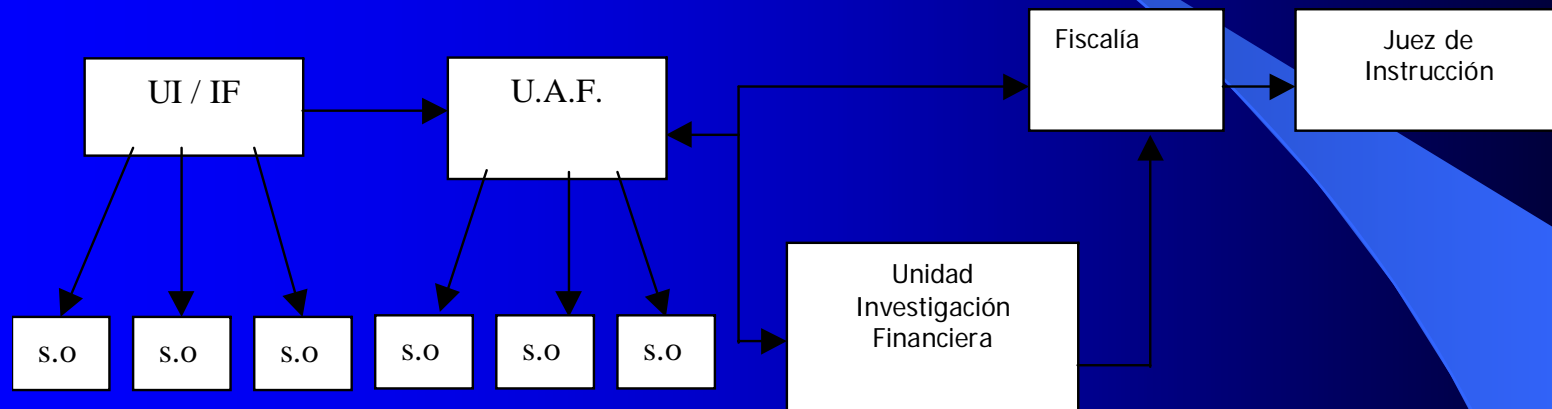 UI / IF
U.A.F.
Fiscalía
Juez de
Instrucción
Unidad
Investigación
Financiera
s.o
s.o
s.o
s.o
s.o
s.o